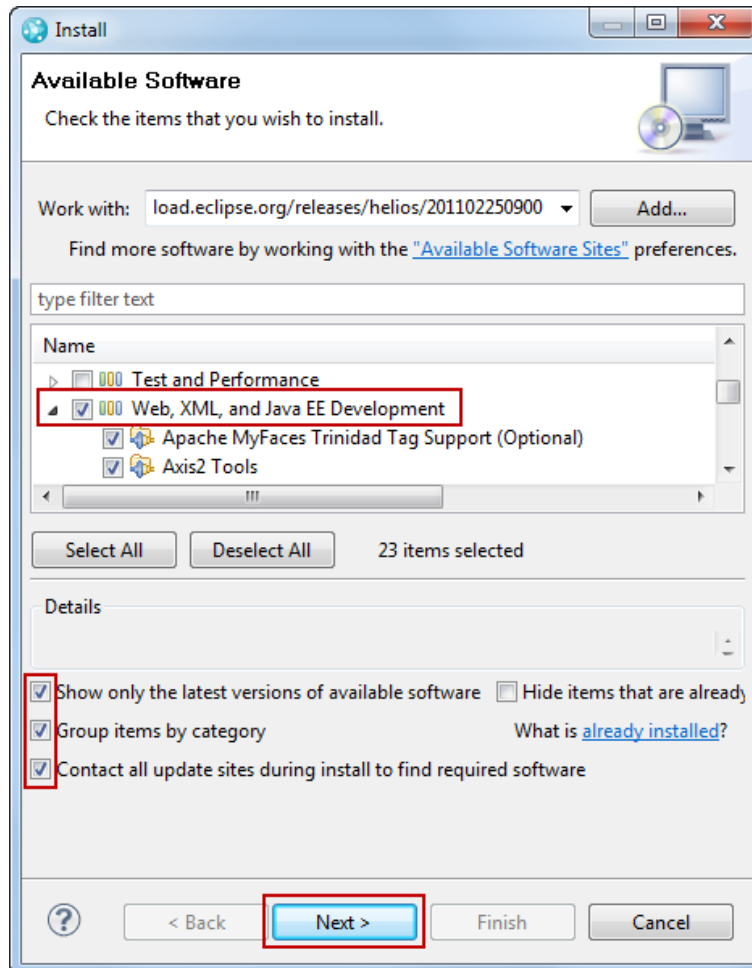 Install
Available Software
Check the items that you wish to install.
Work with: load.eclipse.org/releases/helios/201102250900 Add...
Find more software by working with the "Available Software Sites" preferences.
type filter text
Name
Test and Performance
Web, XML, and Java EE Development
Apache MyFaces Trinidad Tag Support (Optional)
Axis2 Tools
Select All Deselect All 23 items selected
Details
Show only the latest versions of available software Hide items that are already
Group items by category What is already installed?
Contact all update sites during install to find required software
? < Back Next > Finish Cancel